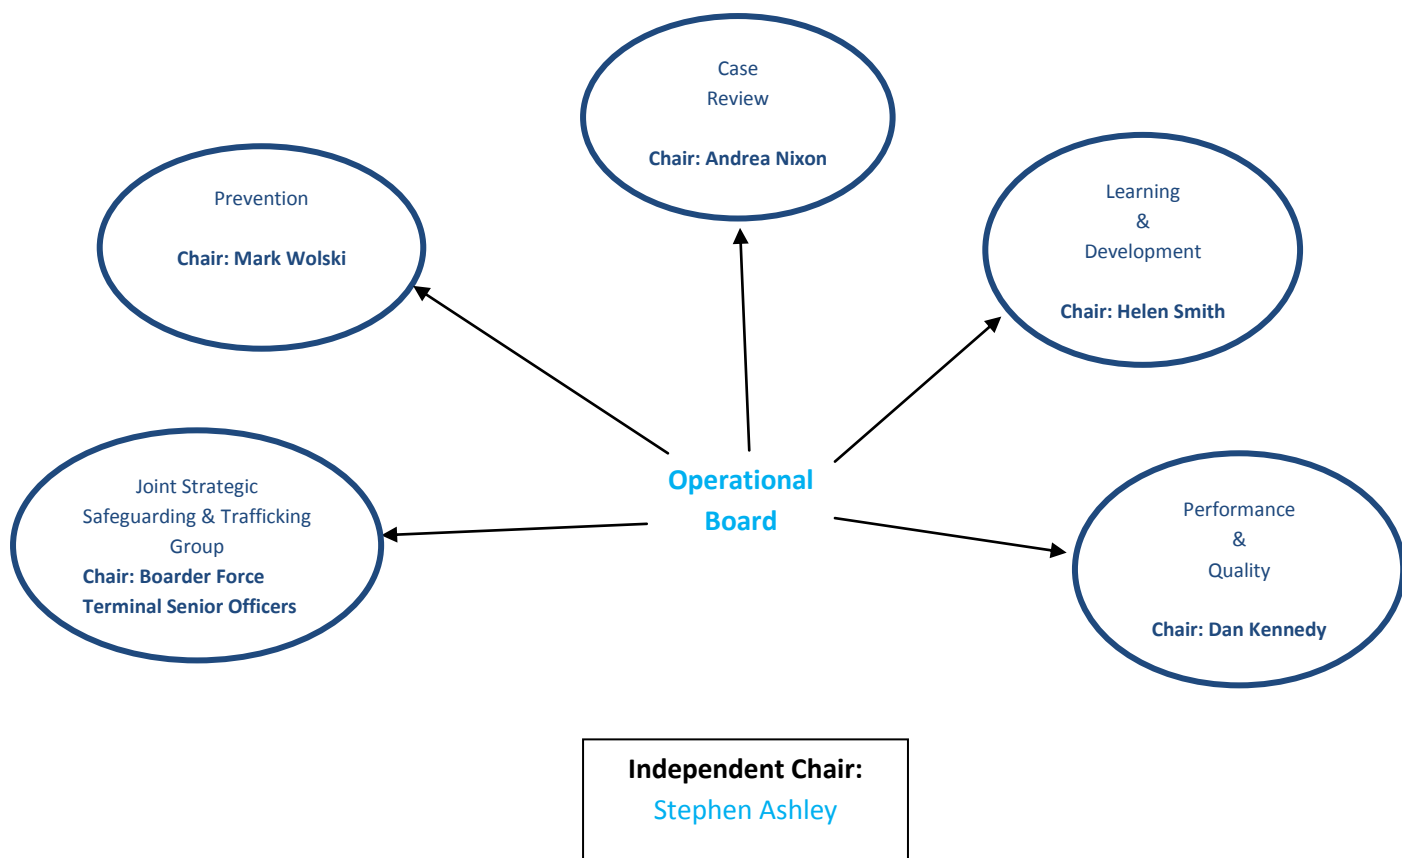 Case
Review
Chair: Andrea Nixon
Prevention
Chair: Mark Wolski
Learning
&
Development
Chair: Helen Smith
Operational
Board
Joint Strategic
Safeguarding & Trafficking
Group
Chair: Boarder Force
Terminal Senior Officers
Performance
&
Quality
Chair: Dan Kennedy
Independent Chair:
Stephen Ashley